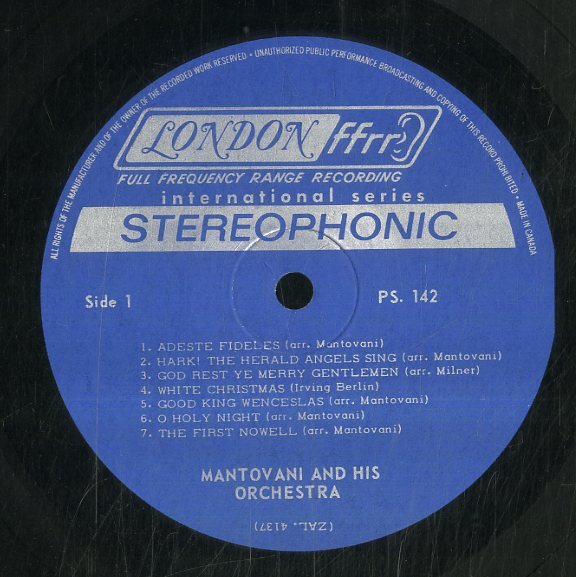 ALL RIGHTS OF THE MANUFACTURER AND OF THE OWNER OF THE RECORDED WORK RESERVED • UNAUTHORIZED PUBLIC PERFORMANCE BROADCASTING AND COPYING OF THIS RECORD PROHIBITED • MADE IN CANADA
LONDON ffrr
FULL FREQUENCY RANGE RECORDING
international series
STEREOPHONIC
Side 1 PS. 142
1. ADESTE FIDELES (arr. Mantovani)
2. HARK! THE HERALD ANGELS SING (arr. Mantovani)
3. GOD REST YE MERRY GENTLEMEN (arr. Milner)
4. WHITE CHRISTMAS (Irving Berlin)
5. GOOD KING WENCESLAS (arr. Mantovani)
6. O HOLY NIGHT (arr. Mantovani)
7. THE FIRST NOWELL (arr. Mantovani)
MANTOVANI AND HIS
ORCHESTRA
(ZAL. 4137)